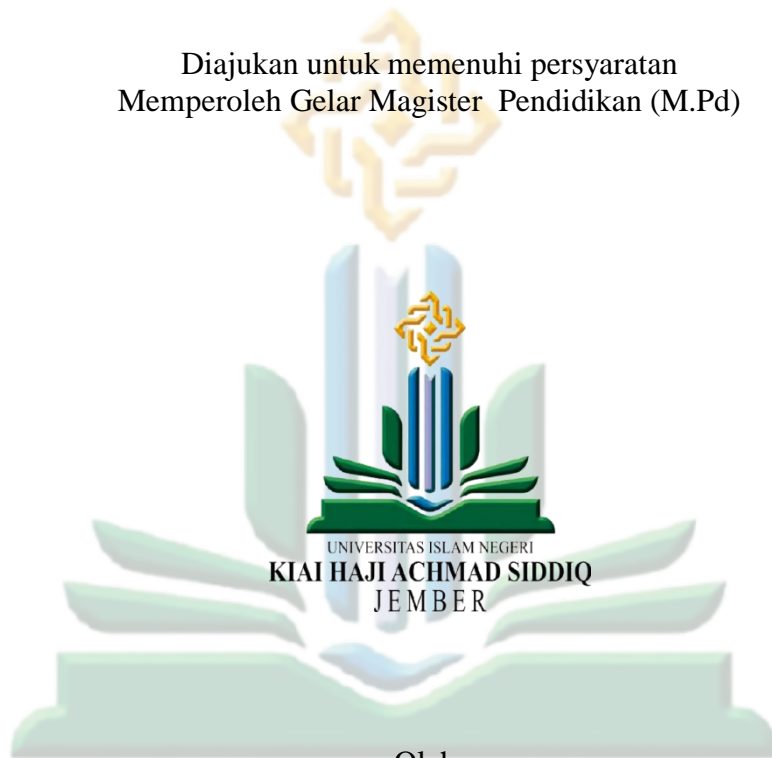 Diajukan untuk memenuhi persyaratan
Memperoleh Gelar Magister Pendidikan (M.Pd)
UNIVERSITAS ISLAM NEGERI
KIAI HAJI ACHMAD SIDDIQ
JEMBER